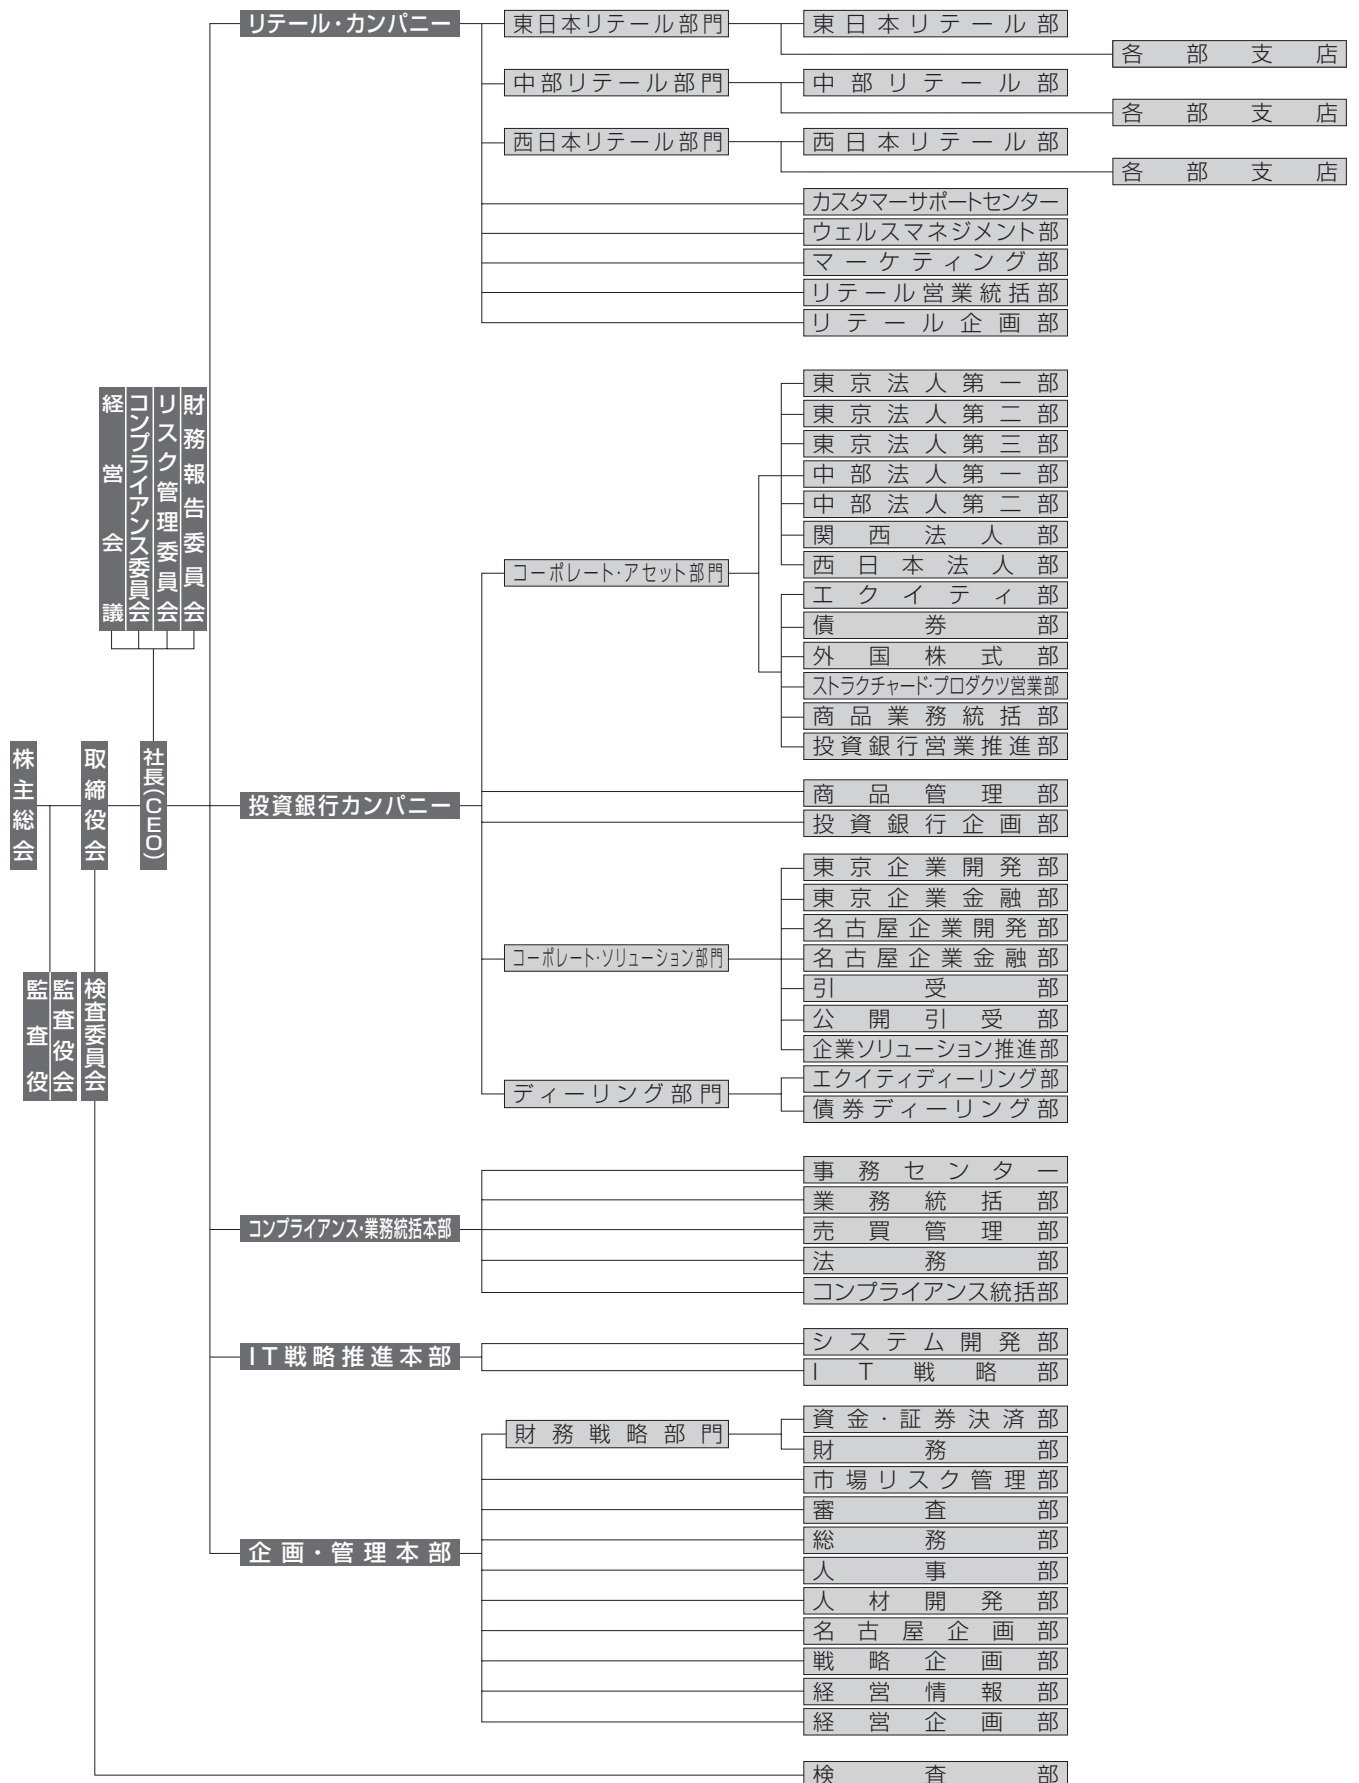 リテール・カンパニー
東日本リテール部門
東日本リテール部
各部支店
中部リテール部門
中部リテール部
各部支店
西日本リテール部門
西日本リテール部
各部支店
カスタマーサポートセンター
ウェルスマネジメント部
マーケティング部
リテール営業統括部
リテール企画部
経営会議
コンプライアンス委員会
リスク管理委員会
財務報告委員会
株主総会
取締役会
社長(CEO)
監査役
監査役会
検査委員会
投資銀行カンパニー
コーポレート・アセット部門
東京法人第一部
東京法人第二部
東京法人第三部
中部法人第一部
中部法人第二部
関西法人部
西日本法人部
エクイティ部
債券部
外国株式部
ストラクチャード・プロダクツ営業部
商品業務統括部
投資銀行営業推進部
商品管理部
投資銀行企画部
コーポレート・ソリューション部門
東京企業開発部
東京企業金融部
名古屋企業開発部
名古屋企業金融部
引受部
公開引受部
企業ソリューション推進部
ディーリング部門
エクイティディーリング部
債券ディーリング部
コンプライアンス・業務統括本部
事務センター
業務統括部
売買管理部
法務部
コンプライアンス統括部
IT戦略推進本部
システム開発部
IT戦略部
企画・管理本部
財務戦略部門
資金・証券決済部
財務部
市場リスク管理部
審査部
総務部
人事部
人材開発部
名古屋企画部
戦略企画部
経営情報部
経営企画部
検査部